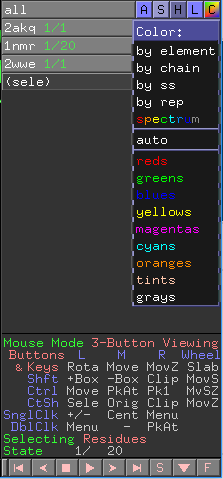 all A S H L C
2akq 1/1
1nmr 1/20
2wwe 1/1
(sele)
Color:
by element
by chain
by ss
by rep
spectrum
auto
reds
greens
blues
yellows
magentas
cyans
oranges
tints
grays
Mouse Mode 3-Button Viewing
Buttons L M R Wheel
& Keys Rota Move MovZ Slab
Shft +Box -Box Clip MovS
Ctrl Move PkAt Pk1 MvSZ
CtSh Sele Orig Clip MovZ
SnglClk +/- Cent Menu
DblClk Menu - PkAt
Selecting Residues
State 1/ 20
S F